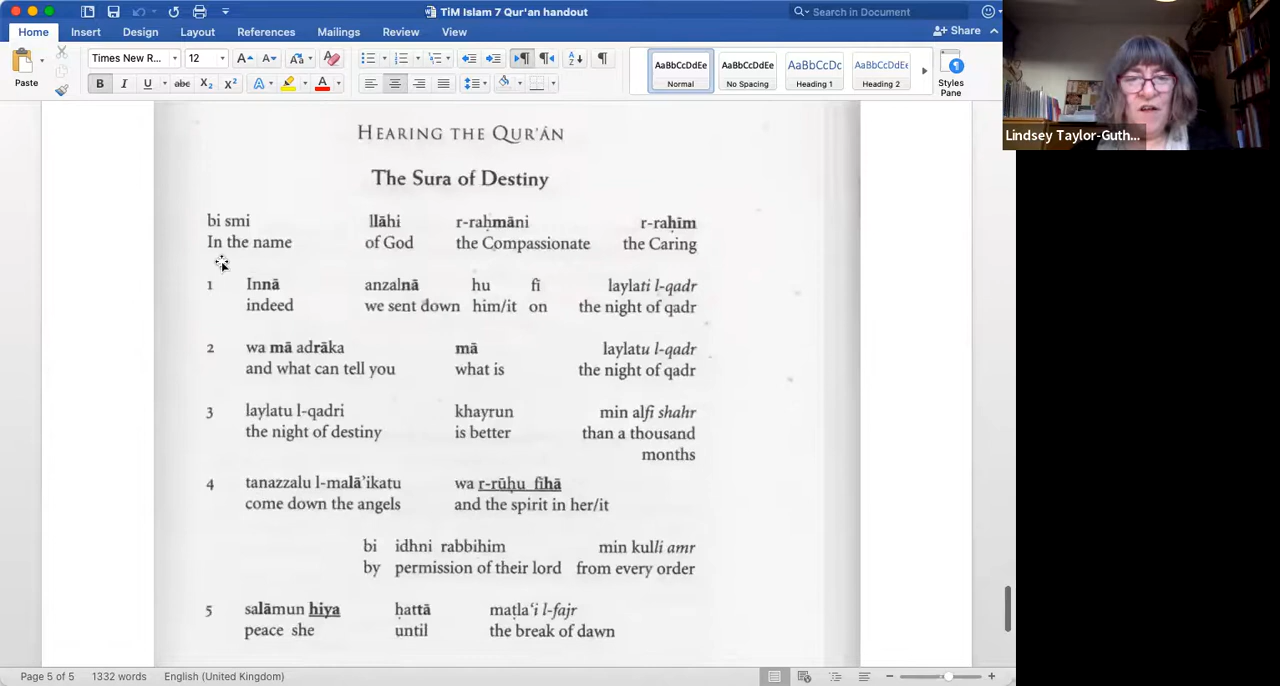 TiM Islam 7 Qur'an handout
Search in Document
Home Insert Design Layout References Mailings Review View
Share
Paste
Times New R... 12
AaBbCcDdEe AaBbCcDdEe AaBbCcDc AaBbCcDdEe
Normal No Spacing Heading 1 Heading 2
Styles
Pane
Lindsey Taylor-Guth...
HEARING THE QUR'ÁN
The Sura of Destiny
bi smi llāhi r-raḥmāni r-raḥīm
In the name of God the Compassionate the Caring
1 Innā anzalnā hu fī laylati l-qadr
indeed we sent down him/it on the night of qadr
2 wa mā adrāka mā laylatu l-qadr
and what can tell you what is the night of qadr
3 laylatu l-qadri khayrun min alfi shahr
the night of destiny is better than a thousand
months
4 tanazzalu l-malā’ikatu wa r-rūḥu fīhā
come down the angels and the spirit in her/it
bi idhni rabbihim min kulli amr
by permission of their lord from every order
5 salāmun hiya ḥattā maṭla‘i l-fajr
peace she until the break of dawn
Page 5 of 5 1332 words English (United Kingdom)